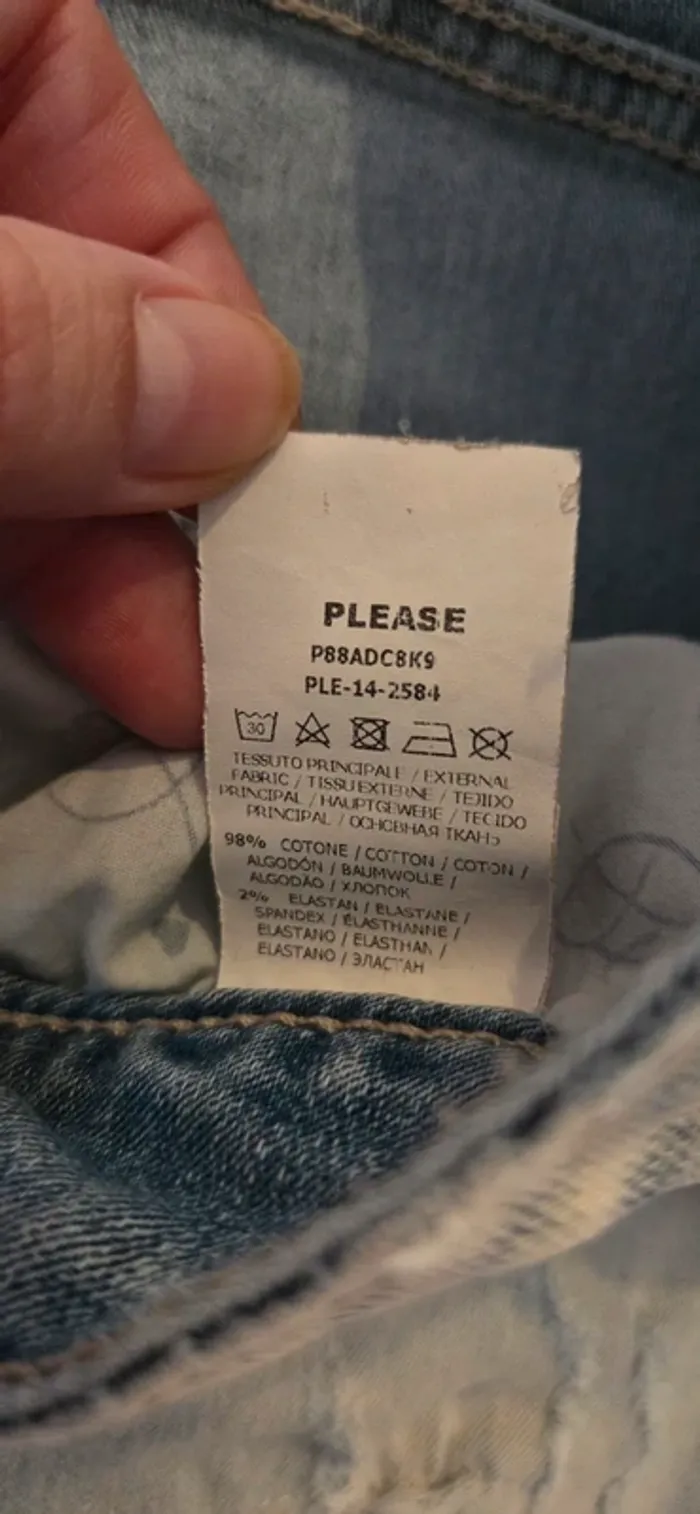 PLEASE
P88ADC8K9
PLE-14-2584
30
TESSUTO PRINCIPALE / EXTERNAL
FABRIC / TISSU EXTERNE / TEJIDO
PRINCIPAL / HAUPTGEWEBE / TECIDO
PRINCIPAL / ОСНОВНАЯ ТКАНЬ
98% COTONE / COTTON / COTON /
ALGODÓN / BAUMWOLLE /
ALGODÃO / ХЛОПОК
2% ELASTAN / ELASTANE /
SPANDEX / ÉLASTHANNE /
ELASTANO / ELASTHAN /
ELASTANO / ЭЛАСТАН